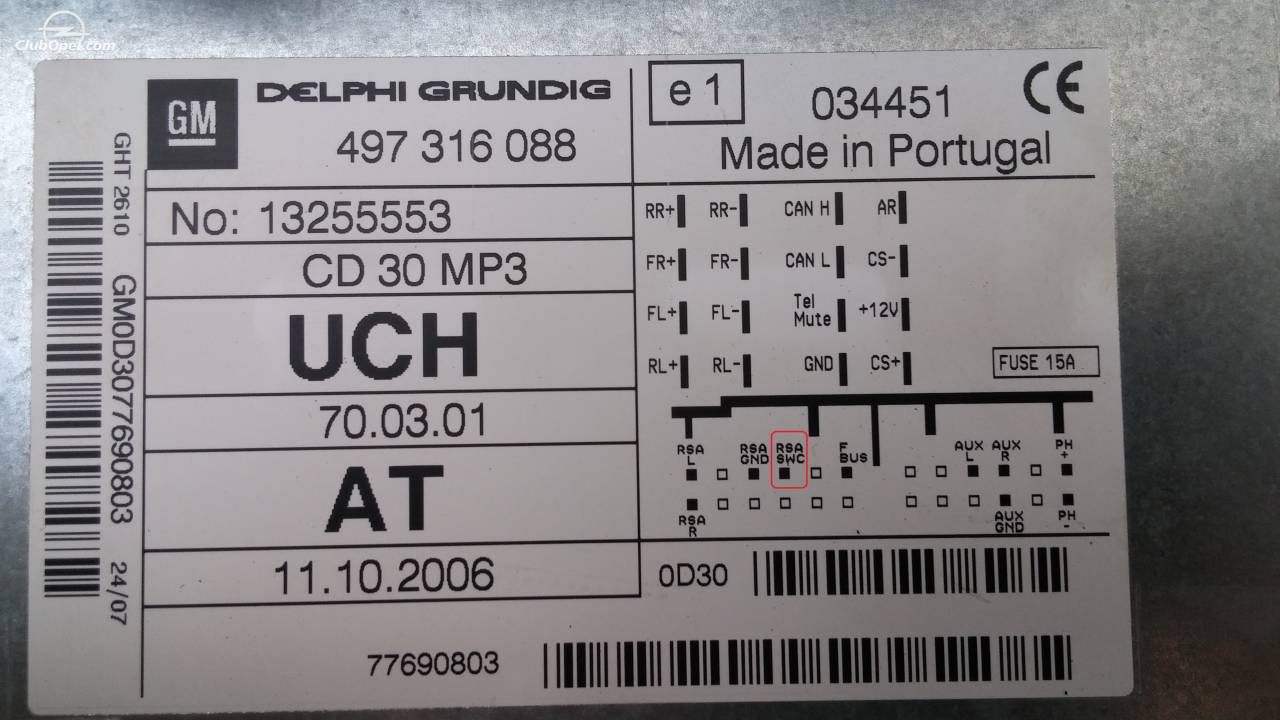 ClubOpel.com
GM
DELPHI GRUNDIG
497 316 088
e 1
034451
CE
Made in Portugal
GHT 2610 GM0D3077690803 24/07
No: 13255553
CD 30 MP3
UCH
70.03.01
AT
11.10.2006
RR+ RR- CAN H AR
FR+ FR- CAN L CS-
FL+ FL- Tel Mute +12V
RL+ RL- GND CS+
FUSE 15A
RSA L RSA GND RSA SWC F BUS AUX L AUX R PH +
RSA R AUX GND PH -
0D30
77690803